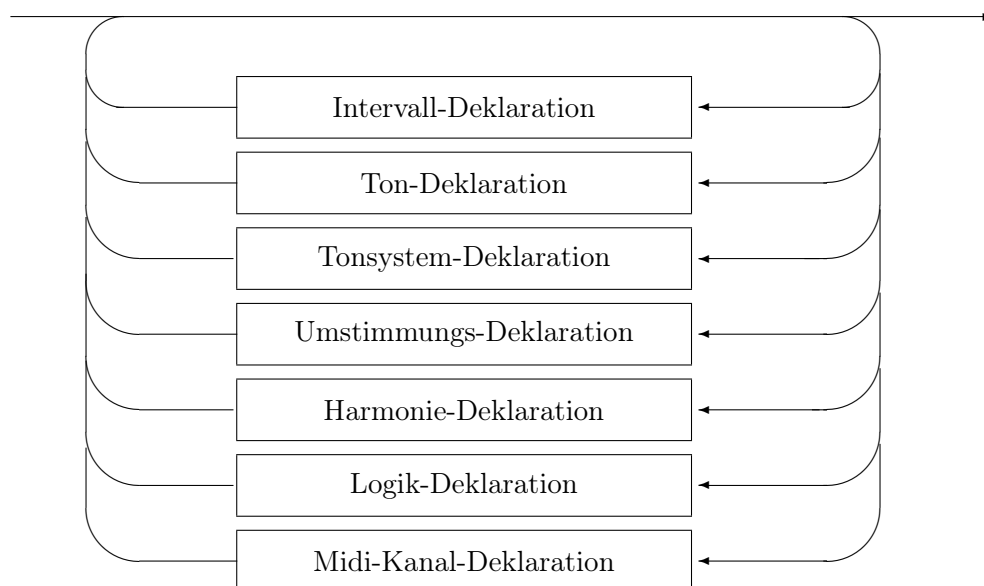 Intervall-Deklaration
Ton-Deklaration
Tonsystem-Deklaration
Umstimmungs-Deklaration
Harmonie-Deklaration
Logik-Deklaration
Midi-Kanal-Deklaration